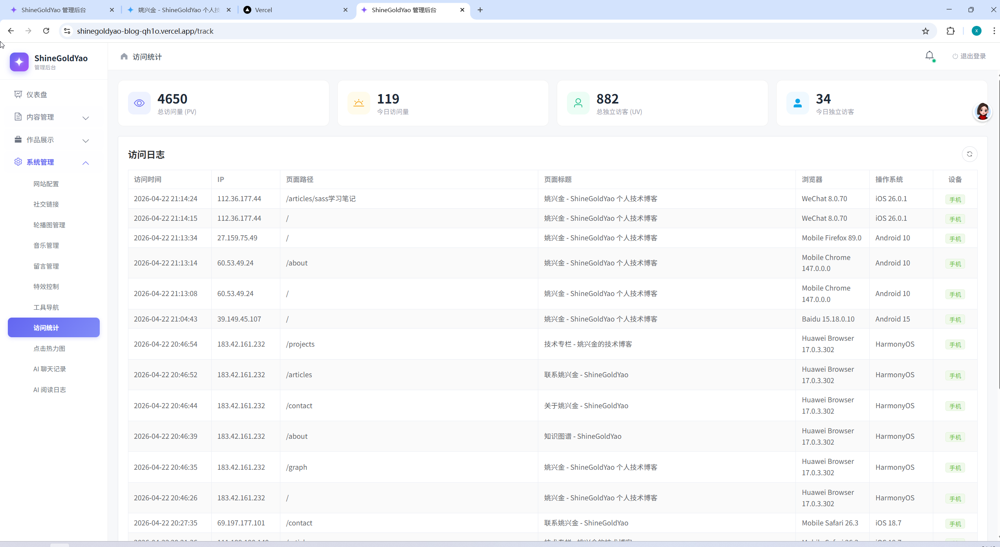 ShineGoldYao 管理后台
姚兴金 - ShineGoldYao 个人技
Vercel
ShineGoldYao 管理后台
shinegoldyao-blog-qh1o.vercel.app/track
x
ShineGoldYao
管理后台
访问统计
退出登录
仪表盘
内容管理
作品展示
系统管理
网站配置
社交链接
轮播图管理
音乐管理
留言管理
特效控制
工具导航
访问统计
点击热力图
AI 聊天记录
AI 阅读日志
4650
总访问量 (PV)
119
今日访问量
882
总独立访客 (UV)
34
今日独立访客
访问日志
访问时间 IP 页面路径 页面标题 浏览器 操作系统 设备
2026-04-22 21:14:24 112.36.177.44 /articles/sass学习笔记 姚兴金 - ShineGoldYao 个人技术博客 WeChat 8.0.70 iOS 26.0.1 手机
2026-04-22 21:14:15 112.36.177.44 / 姚兴金 - ShineGoldYao 个人技术博客 WeChat 8.0.70 iOS 26.0.1 手机
2026-04-22 21:13:34 27.159.75.49 / 姚兴金 - ShineGoldYao 个人技术博客 Mobile Firefox 89.0 Android 10 手机
2026-04-22 21:13:14 60.53.49.24 /about 姚兴金 - ShineGoldYao 个人技术博客 Mobile Chrome 147.0.0.0 Android 10 手机
2026-04-22 21:13:08 60.53.49.24 / 姚兴金 - ShineGoldYao 个人技术博客 Mobile Chrome 147.0.0.0 Android 10 手机
2026-04-22 21:04:43 39.149.45.107 / 姚兴金 - ShineGoldYao 个人技术博客 Baidu 15.18.0.10 Android 15 手机
2026-04-22 20:46:54 183.42.161.232 /projects 技术专栏 - 姚兴金的技术博客 Huawei Browser 17.0.3.302 HarmonyOS 手机
2026-04-22 20:46:52 183.42.161.232 /articles 联系姚兴金 - ShineGoldYao Huawei Browser 17.0.3.302 HarmonyOS 手机
2026-04-22 20:46:44 183.42.161.232 /contact 关于姚兴金 - ShineGoldYao Huawei Browser 17.0.3.302 HarmonyOS 手机
2026-04-22 20:46:39 183.42.161.232 /about 知识图谱 - ShineGoldYao Huawei Browser 17.0.3.302 HarmonyOS 手机
2026-04-22 20:46:35 183.42.161.232 /graph 姚兴金 - ShineGoldYao 个人技术博客 Huawei Browser 17.0.3.302 HarmonyOS 手机
2026-04-22 20:46:26 183.42.161.232 / 姚兴金 - ShineGoldYao 个人技术博客 Huawei Browser 17.0.3.302 HarmonyOS 手机
2026-04-22 20:27:35 69.197.177.101 /contact 联系姚兴金 - ShineGoldYao Mobile Safari 26.3 iOS 18.7 手机